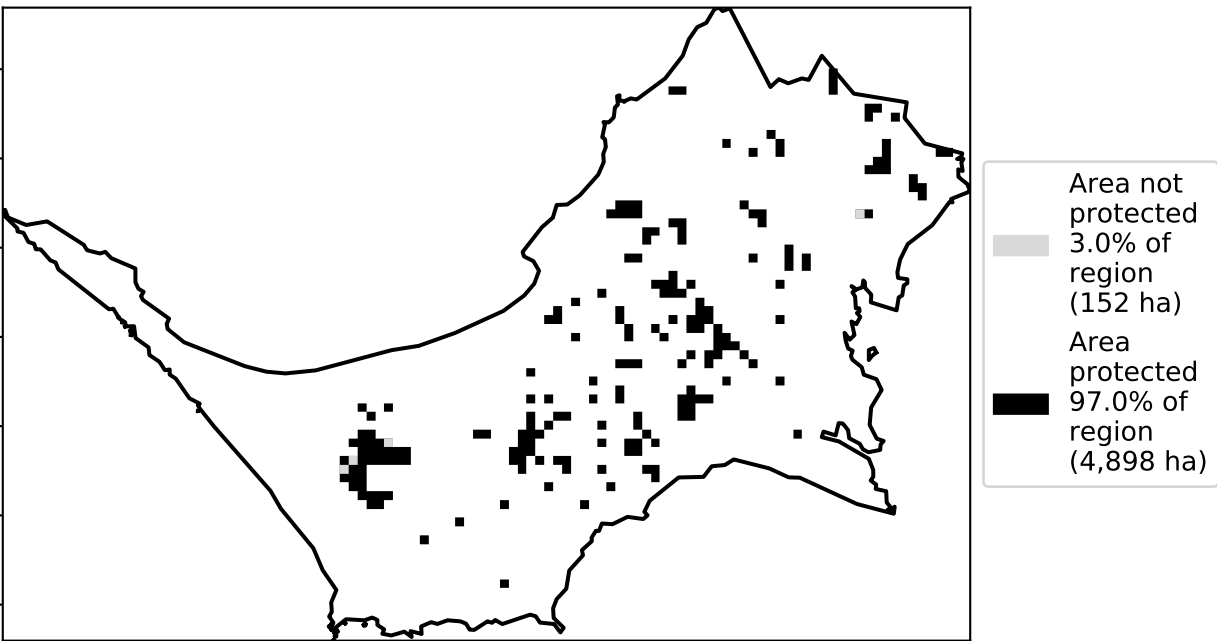 Area not
protected
3.0% of
region
(152 ha)
Area
protected
97.0% of
region
(4,898 ha)